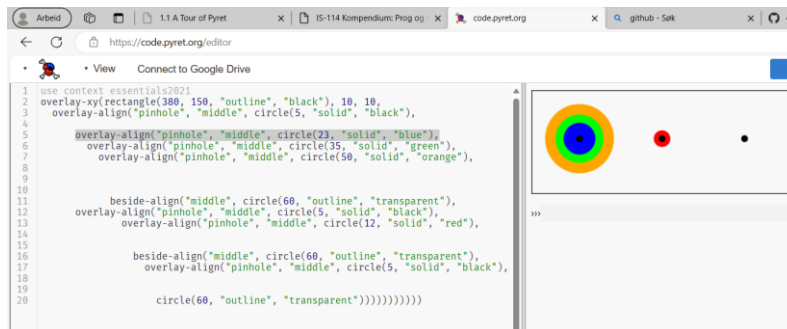 Arbeid
1.1 A Tour of Pyret
IS-114 Kompendium: Prog og
code.pyret.org
github - Søk
https://code.pyret.org/editor
View
Connect to Google Drive
1 use context essentials2021
2 overlay-xy(rectangle(380, 150, "outline", "black"), 10, 10,
3 overlay-align("pinhole", "middle", circle(5, "solid", "black"),
4
5 overlay-align("pinhole", "middle", circle(23, "solid", "blue"),
6 overlay-align("pinhole", "middle", circle(35, "solid", "green"),
7 overlay-align("pinhole", "middle", circle(50, "solid", "orange"),
8
9
10
11 beside-align("middle", circle(60, "outline", "transparent"),
12 overlay-align("pinhole", "middle", circle(5, "solid", "black"),
13 overlay-align("pinhole", "middle", circle(12, "solid", "red"),
14
15
16 beside-align("middle", circle(60, "outline", "transparent"),
17 overlay-align("pinhole", "middle", circle(5, "solid", "black"),
18
19
20 circle(60, "outline", "transparent")))))))))))
›››